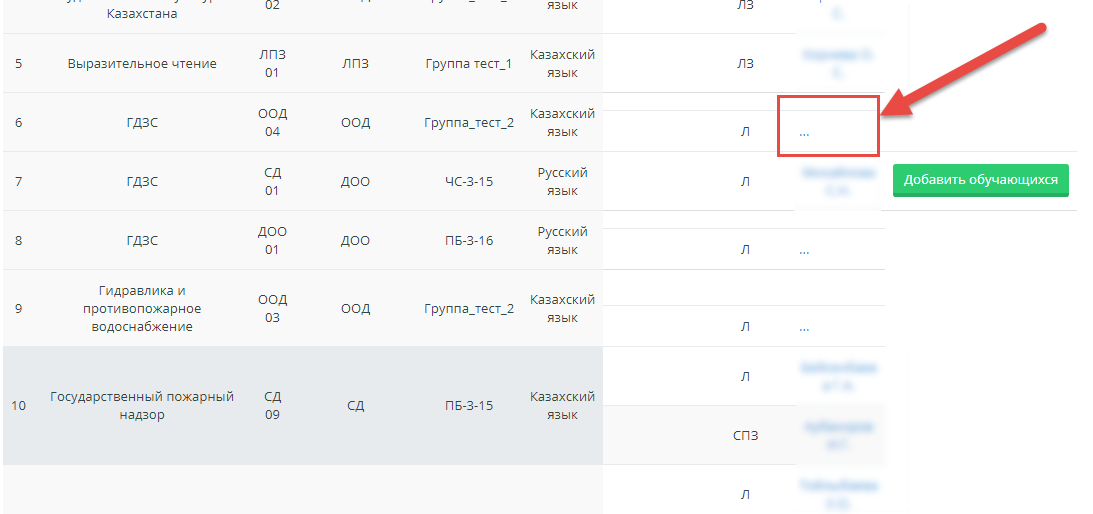 02
Казахстана
язык
ЛЗ
С.
5
Выразительное чтение
ЛПЗ
01
ЛПЗ
Группа тест_1
Казахский
язык
ЛЗ
С.
6
ГДЗС
ООД
04
ООД
Группа_тест_2
Казахский
язык
Л
...
7
ГДЗС
СД
01
ДОО
ЧС-3-15
Русский
язык
Л
Добавить обучающихся
8
ГДЗС
ДОО
01
ДОО
ПБ-3-16
Русский
язык
Л
...
9
Гидравлика и
противопожарное
водоснабжение
ООД
03
ООД
Группа_тест_2
Казахский
язык
Л
...
10
Государственный пожарный
надзор
СД
09
СД
ПБ-3-15
Казахский
язык
Л
СПЗ
Л